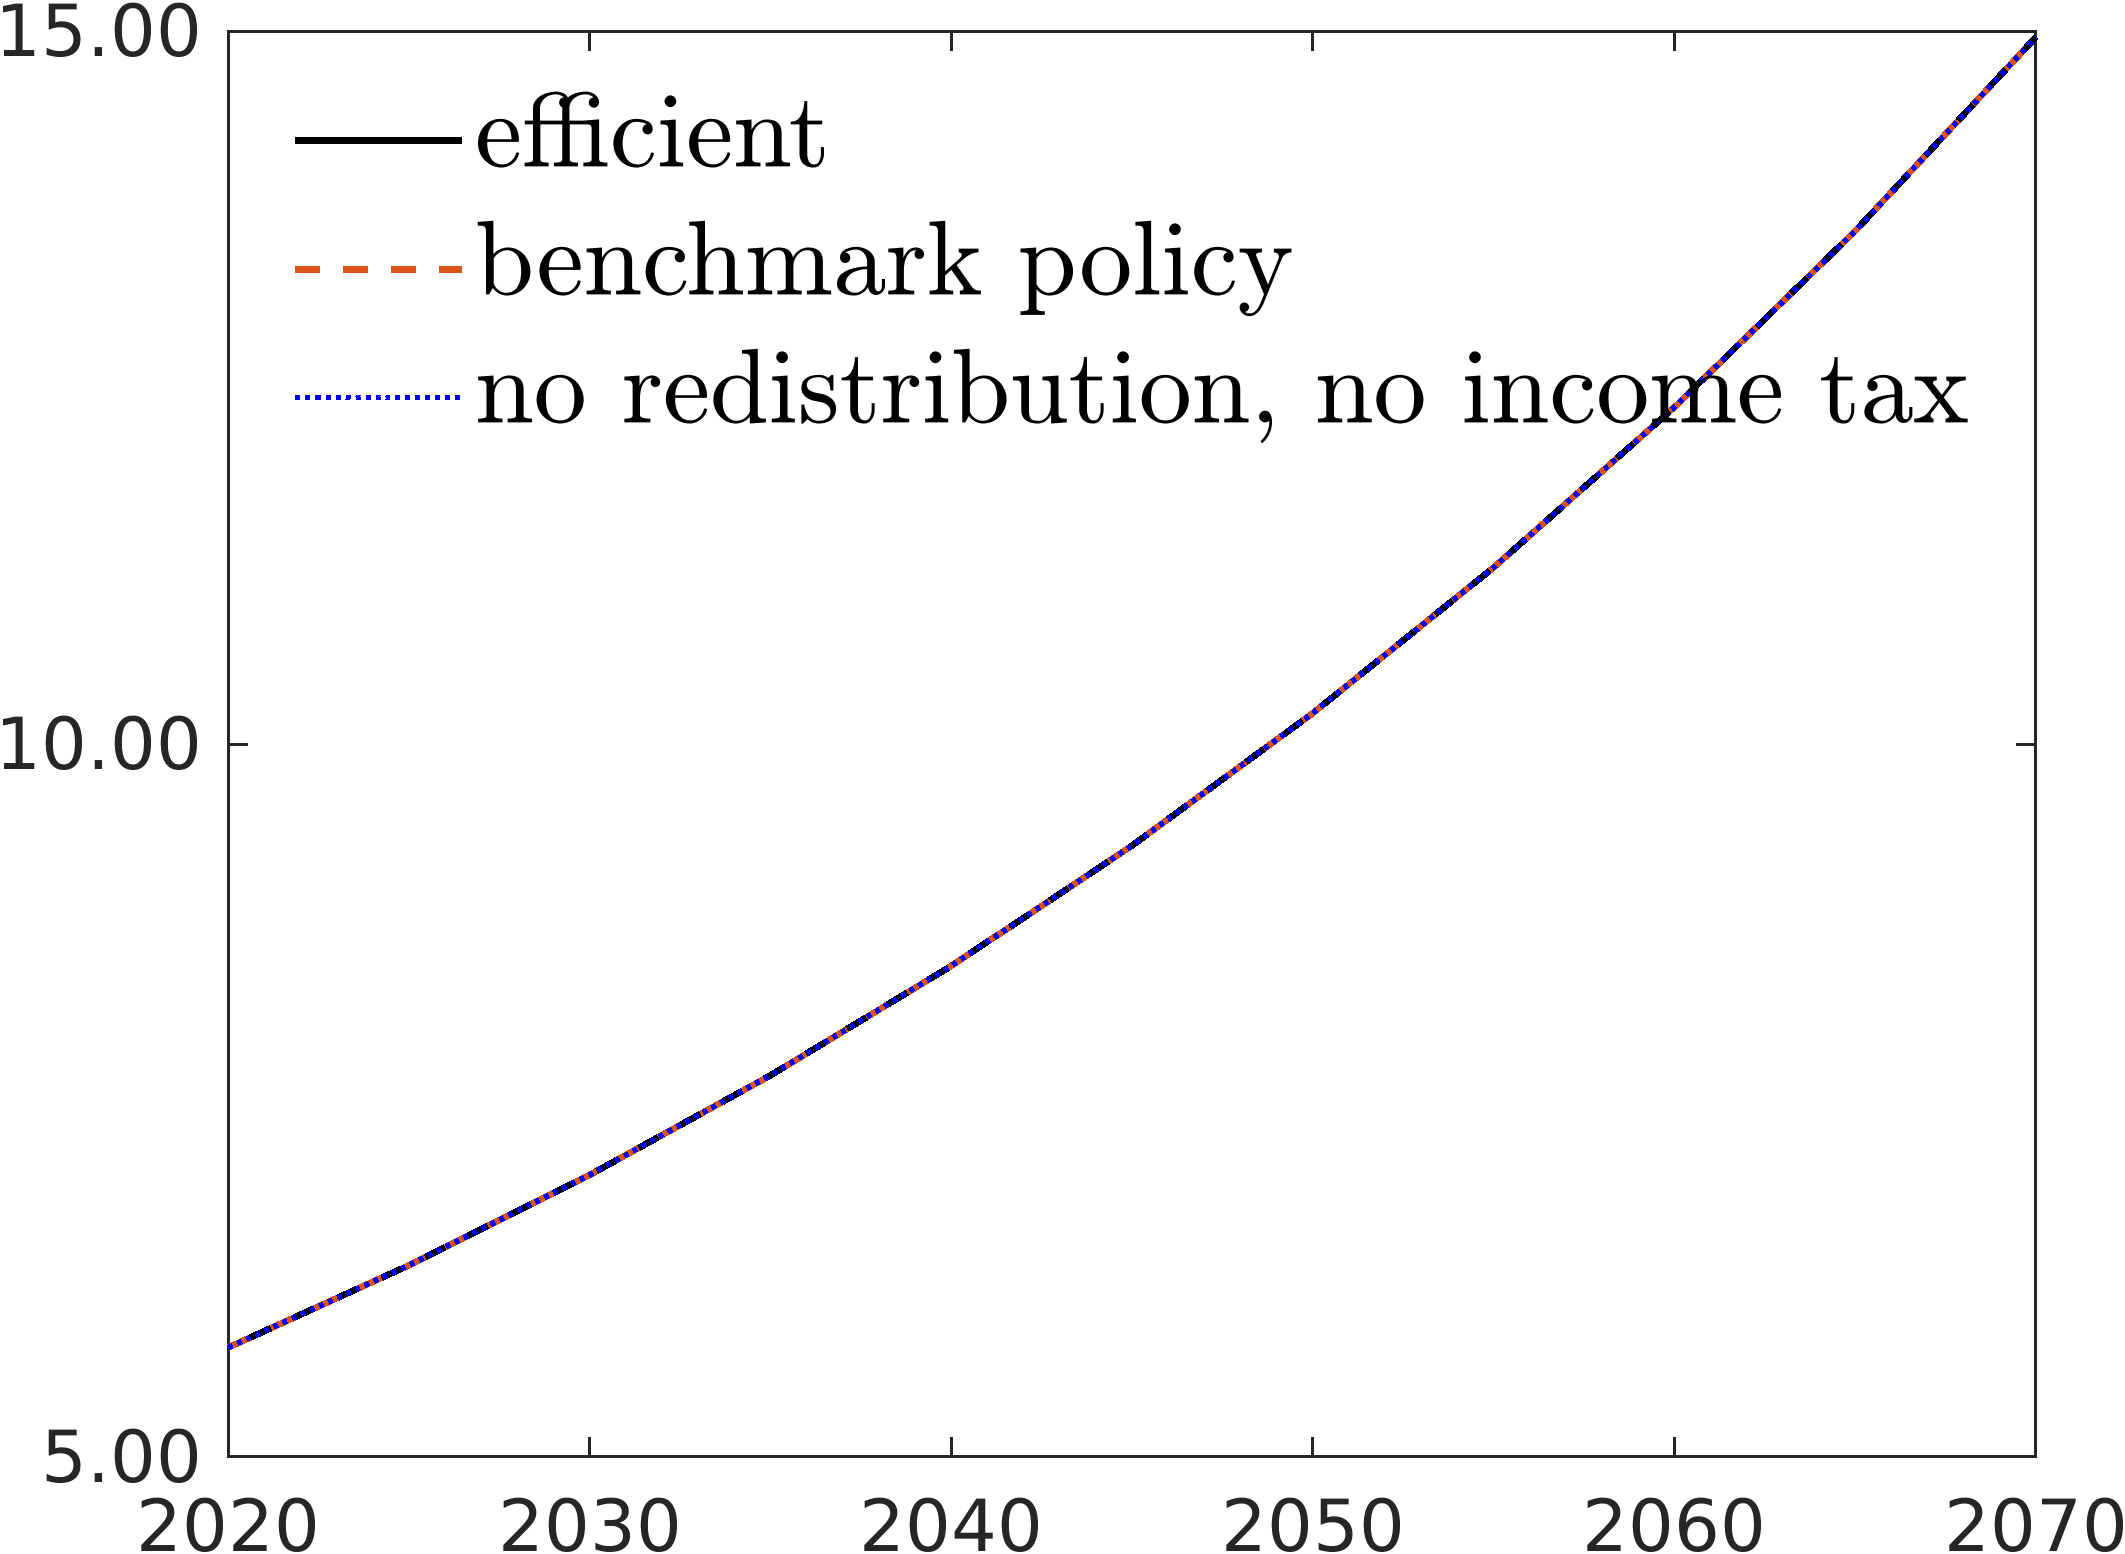 15.00
efficient
benchmark policy
no redistribution, no income tax
10.00
5.00
2020 2030 2040 2050 2060 2070